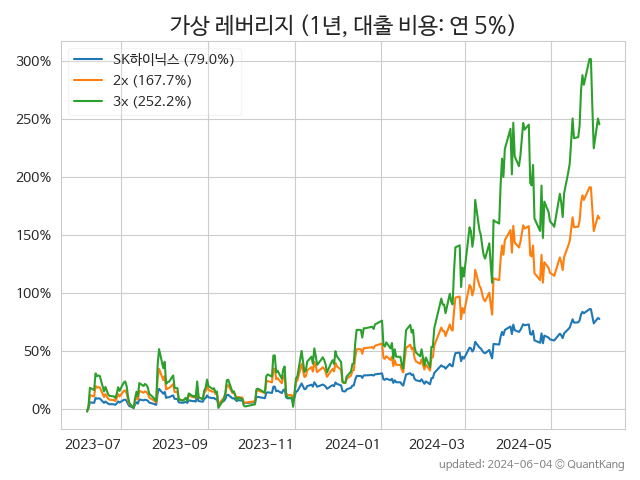 가상 레버리지 (1년, 대출 비용: 연 5%)
300%
250%
200%
150%
100%
50%
0%
SK하이닉스 (79.0%)
2x (167.7%)
3x (252.2%)
2023-07
2023-09
2023-11
2024-01
2024-03
2024-05
updated: 2024-06-04 © QuantKang